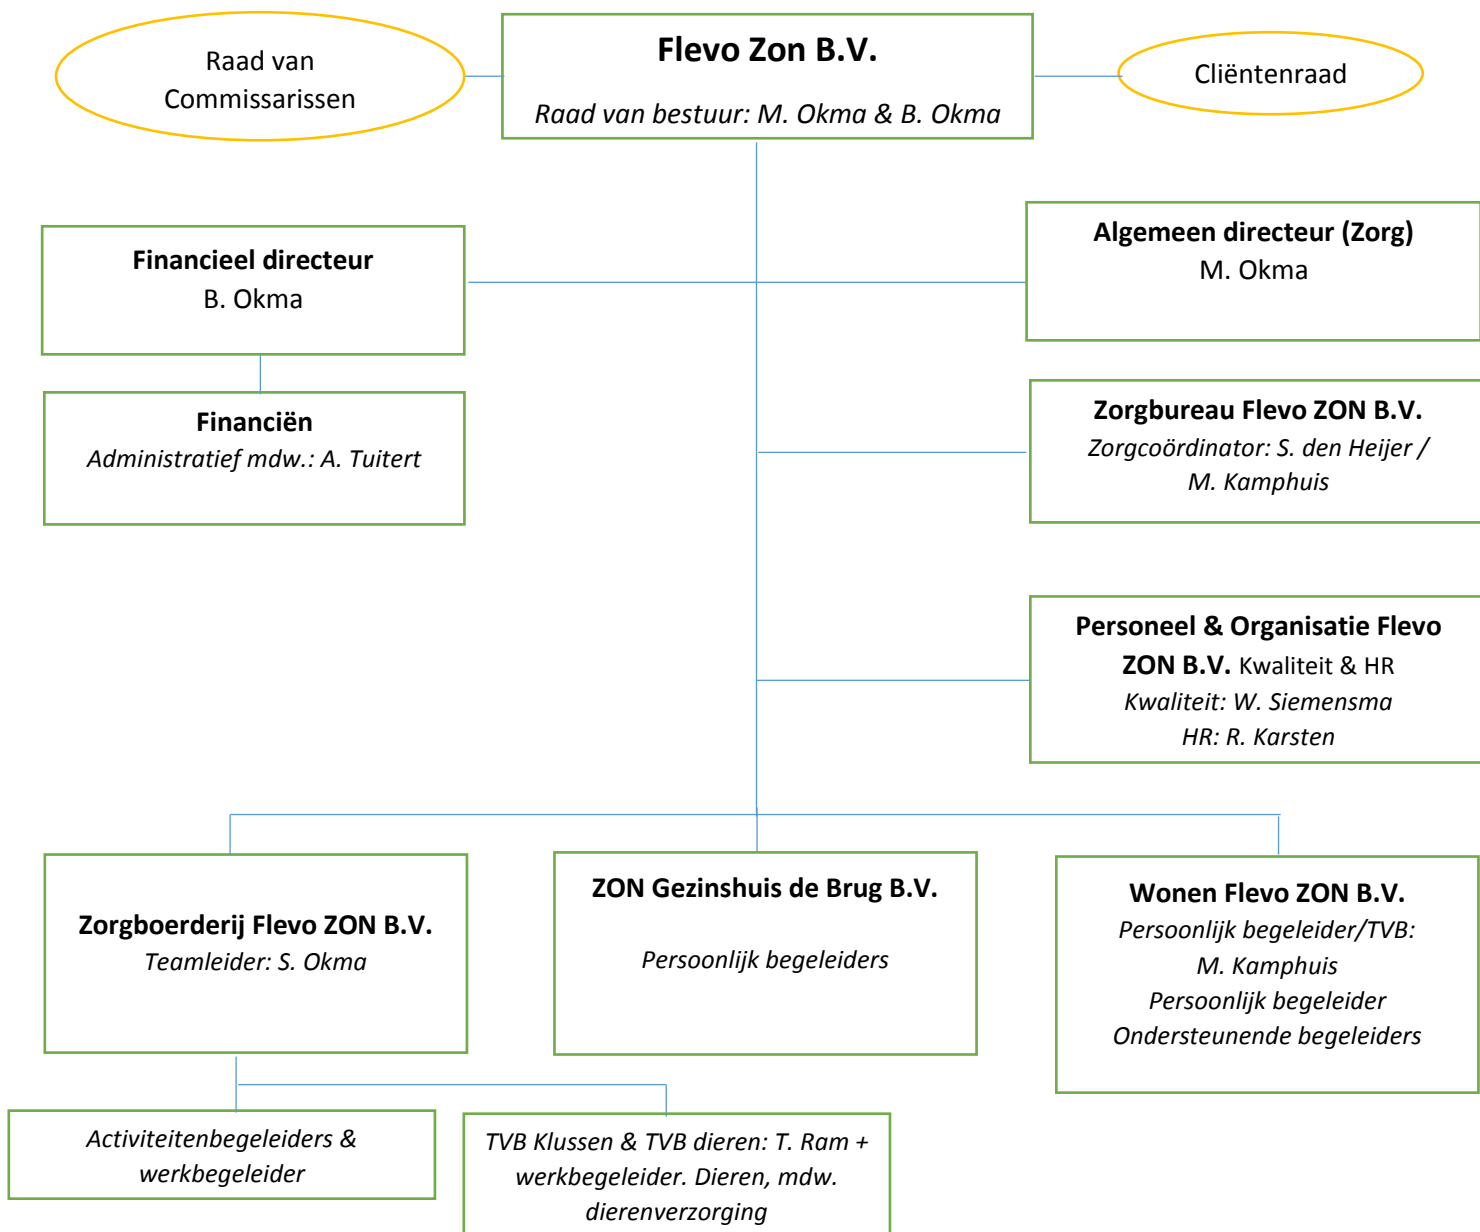 Raad van
Commissarissen
Flevo Zon B.V.
Raad van bestuur: M. Okma & B. Okma
Cliëntenraad
Financieel directeur
B. Okma
Algemeen directeur (Zorg)
M. Okma
Financiën
Administratief mdw.: A. Tuitert
Zorgbureau Flevo ZON B.V.
Zorgcoördinator: S. den Heijer /
M. Kamphuis
Personeel & Organisatie Flevo
ZON B.V. Kwaliteit & HR
Kwaliteit: W. Siemensma
HR: R. Karsten
Zorgboerderij Flevo ZON B.V.
Teamleider: S. Okma
ZON Gezinshuis de Brug B.V.
Persoonlijk begeleiders
Wonen Flevo ZON B.V.
Persoonlijk begeleider/TVB:
M. Kamphuis
Persoonlijk begeleider
Ondersteunende begeleiders
Activiteitenbegeleiders &
werkbegeleider
TVB Klussen & TVB dieren: T. Ram +
werkbegeleider. Dieren, mdw.
dierenverzorging